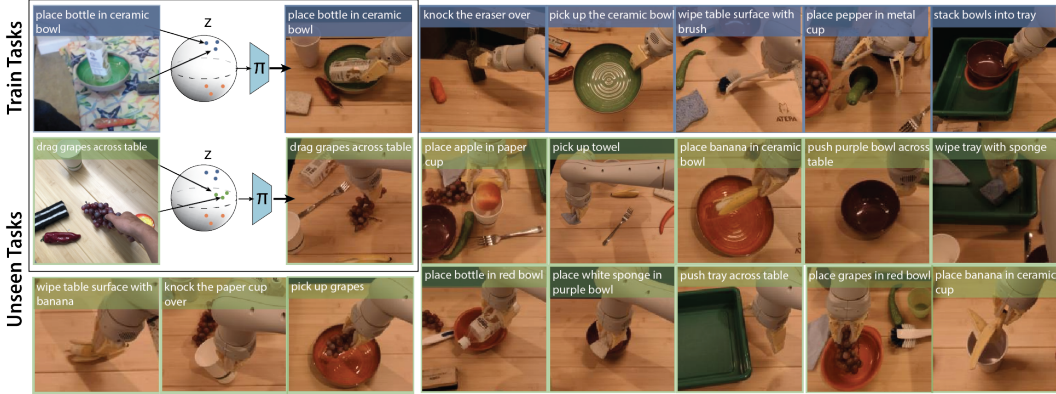 Train Tasks
place bottle in ceramic
bowl
z
π
place bottle in ceramic
bowl
knock the eraser over
pick up the ceramic bowl
wipe table surface with
brush
place pepper in metal
cup
stack bowls into tray
Unseen Tasks
drag grapes across table
z
π
drag grapes across table
place apple in paper
cup
pick up towel
place banana in ceramic
bowl
push purple bowl across
table
wipe tray with sponge
wipe table surface with
banana
knock the paper cup
over
pick up grapes
place bottle in red bowl
place white sponge in
purple bowl
push tray across table
place grapes in red bowl
place banana in ceramic
cup